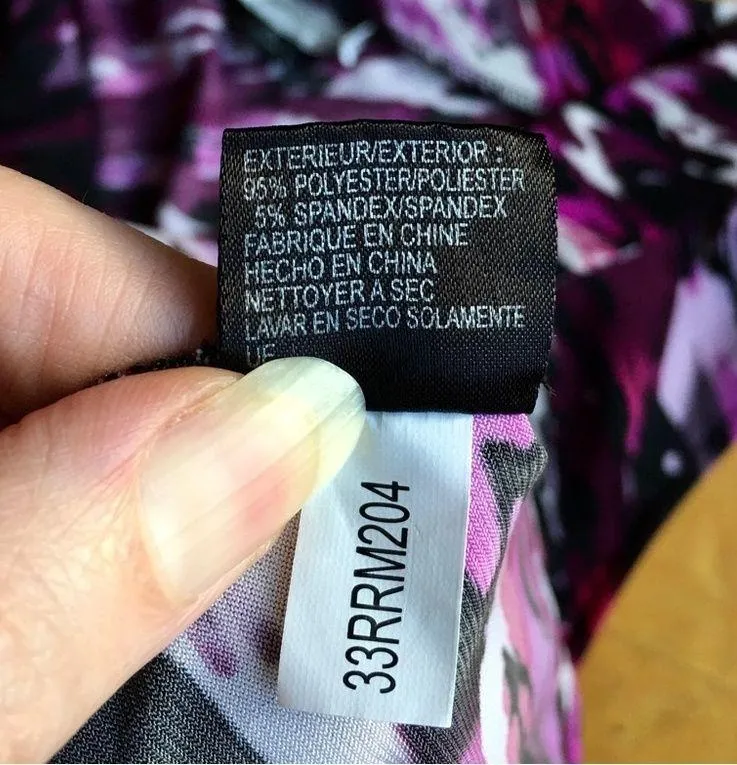 EXTERIEUR/EXTERIOR :
95% POLYESTER/POLIESTER
5% SPANDEX/SPANDEX
FABRIQUE EN CHINE
HECHO EN CHINA
NETTOYER A SEC
LAVAR EN SECO SOLAMENTE
33RRM204